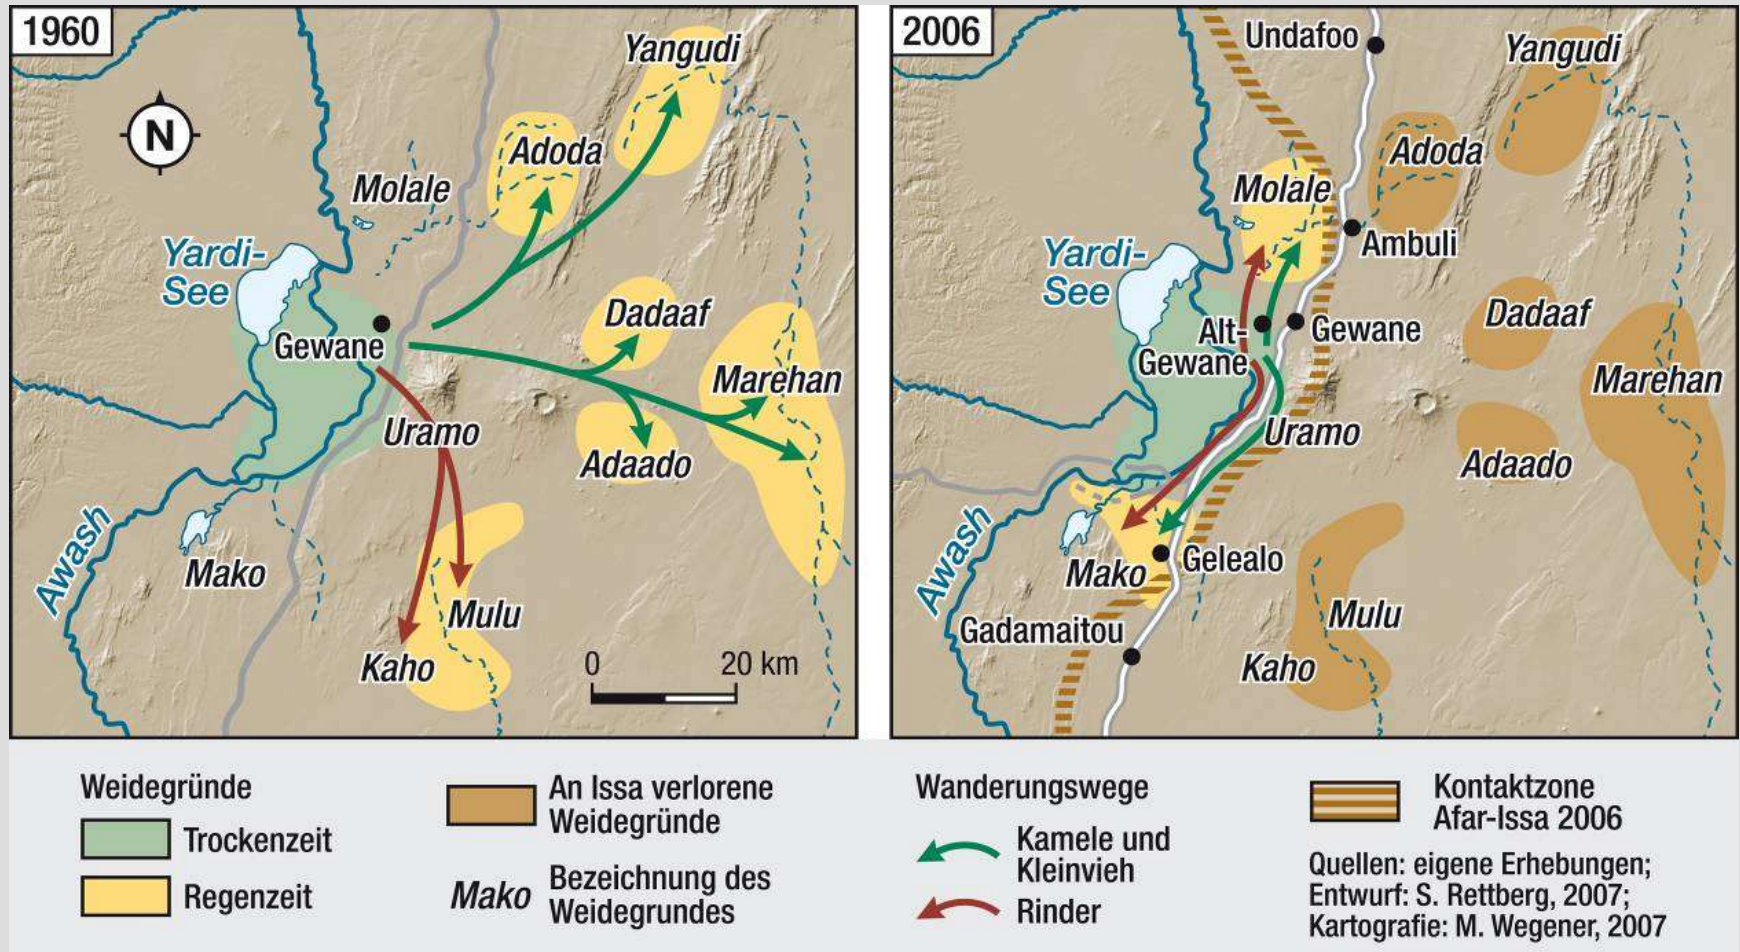 1960
N
Yangudi
Adoda
Molale
Yardi-
See
Dadaaf
Gewane
Marehan
Uramo
Adaado
Awash
Mako
Mulu
Kaho
0 20 km
2006
Undafoo
Yangudi
Adoda
Molale
Ambuli
Yardi-
See
Dadaaf
Alt-
Gewane
Gewane
Marehan
Uramo
Adaado
Awash
Mako
Gelealo
Mulu
Gadamaitou
Kaho
Weidegründe
Trockenzeit
Regenzeit
An Issa verlorene
Weidegründe
Mako
Bezeichnung des
Weidegrundes
Wanderungswege
Kamele und
Kleinvieh
Rinder
Kontaktzone
Afar-Issa 2006
Quellen: eigene Erhebungen;
Entwurf: S. Rettberg, 2007;
Kartografie: M. Wegener, 2007